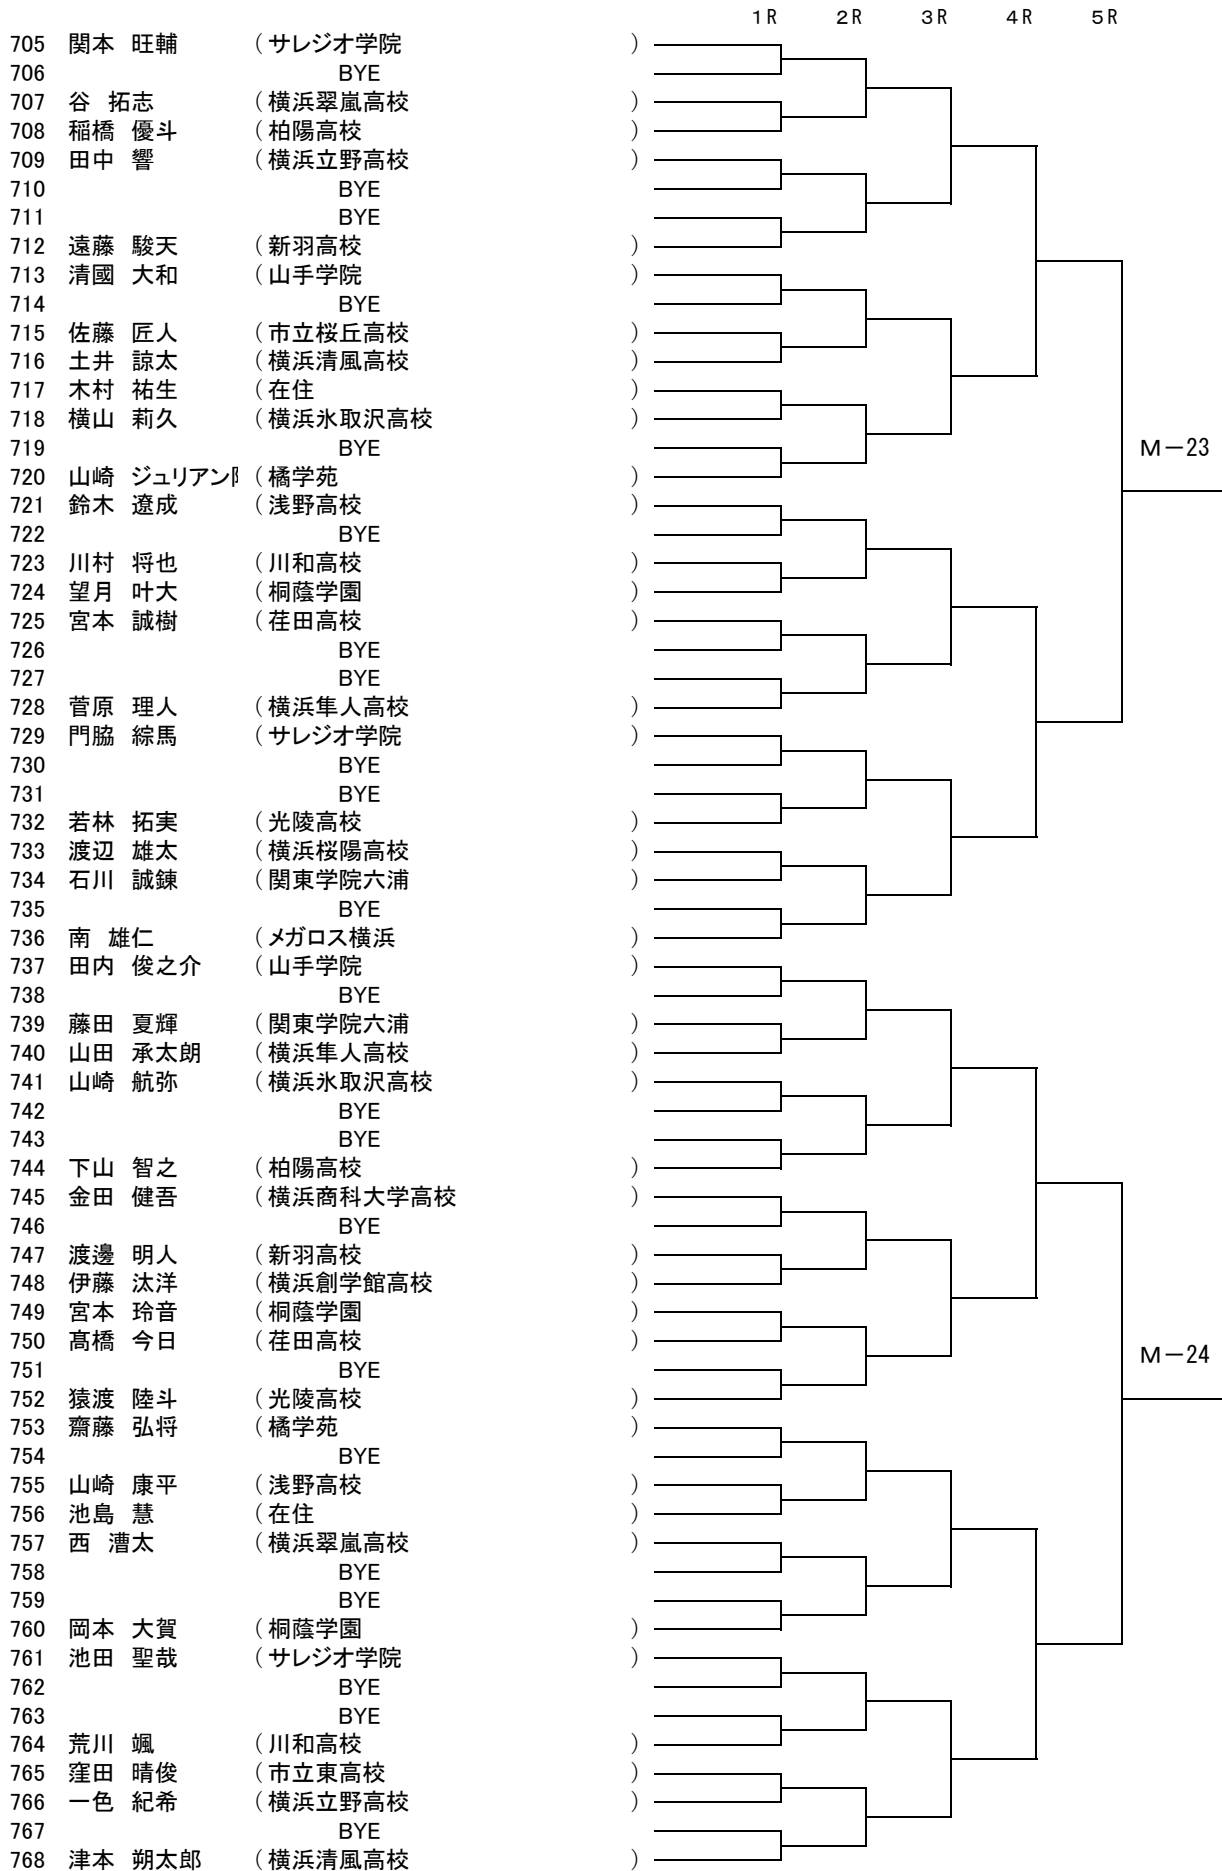 1R 2R 3R 4R 5R
705 関本 旺輔 (サレジオ学院 )
706 BYE
707 谷 拓志 (横浜翠嵐高校 )
708 稲橋 優斗 (柏陽高校 )
709 田中 響 (横浜立野高校 )
710 BYE
711 BYE
712 遠藤 駿天 (新羽高校 )
713 清國 大和 (山手学院 )
714 BYE
715 佐藤 匠人 (市立桜丘高校 )
716 土井 諒太 (横浜清風高校 )
717 木村 祐生 (在住 )
718 横山 莉久 (横浜氷取沢高校 )
719 BYE M-23
720 山崎 ジュリアン (橘学苑 )
721 鈴木 遼成 (浅野高校 )
722 BYE
723 川村 将也 (川和高校 )
724 望月 叶大 (桐蔭学園 )
725 宮本 誠樹 (荏田高校 )
726 BYE
727 BYE
728 菅原 理人 (横浜隼人高校 )
729 門脇 綜馬 (サレジオ学院 )
730 BYE
731 BYE
732 若林 拓実 (光陵高校 )
733 渡辺 雄太 (横浜桜陽高校 )
734 石川 誠錬 (関東学院六浦 )
735 BYE
736 南 雄仁 (メガロス横浜 )
737 田内 俊之介 (山手学院 )
738 BYE
739 藤田 夏輝 (関東学院六浦 )
740 山田 承太朗 (横浜隼人高校 )
741 山崎 航弥 (横浜氷取沢高校 )
742 BYE
743 BYE
744 下山 智之 (柏陽高校 )
745 金田 健吾 (横浜商科大学高校 )
746 BYE
747 渡邊 明人 (新羽高校 )
748 伊藤 汰洋 (横浜創学館高校 )
749 宮本 玲音 (桐蔭学園 )
750 髙橋 今日 (荏田高校 )
751 BYE M-24
752 猿渡 陸斗 (光陵高校 )
753 齋藤 弘将 (橘学苑 )
754 BYE
755 山崎 康平 (浅野高校 )
756 池島 慧 (在住 )
757 西 漕太 (横浜翠嵐高校 )
758 BYE
759 BYE
760 岡本 大賀 (桐蔭学園 )
761 池田 聖哉 (サレジオ学院 )
762 BYE
763 BYE
764 荒川 颯 (川和高校 )
765 窪田 晴俊 (市立東高校 )
766 一色 紀希 (横浜立野高校 )
767 BYE
768 津本 朔太郎 (横浜清風高校 )